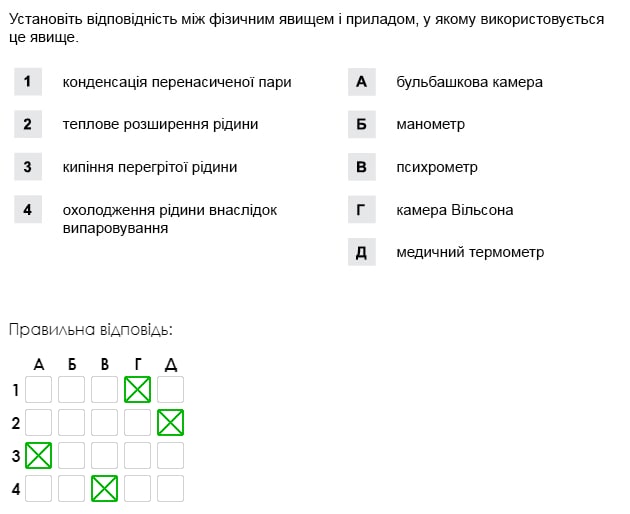 Установіть відповідність між фізичним явищем і приладом, у якому використовується
це явище.
1 конденсація перенасиченої пари А бульбашкова камера
2 теплове розширення рідини Б манометр
3 кипіння перегрітої рідини В психрометр
4 охолодження рідини внаслідок Г камера Вільсона
випаровування
Д медичний термометр
Правильна відповідь:
А Б В Г Д
1
2
3
4